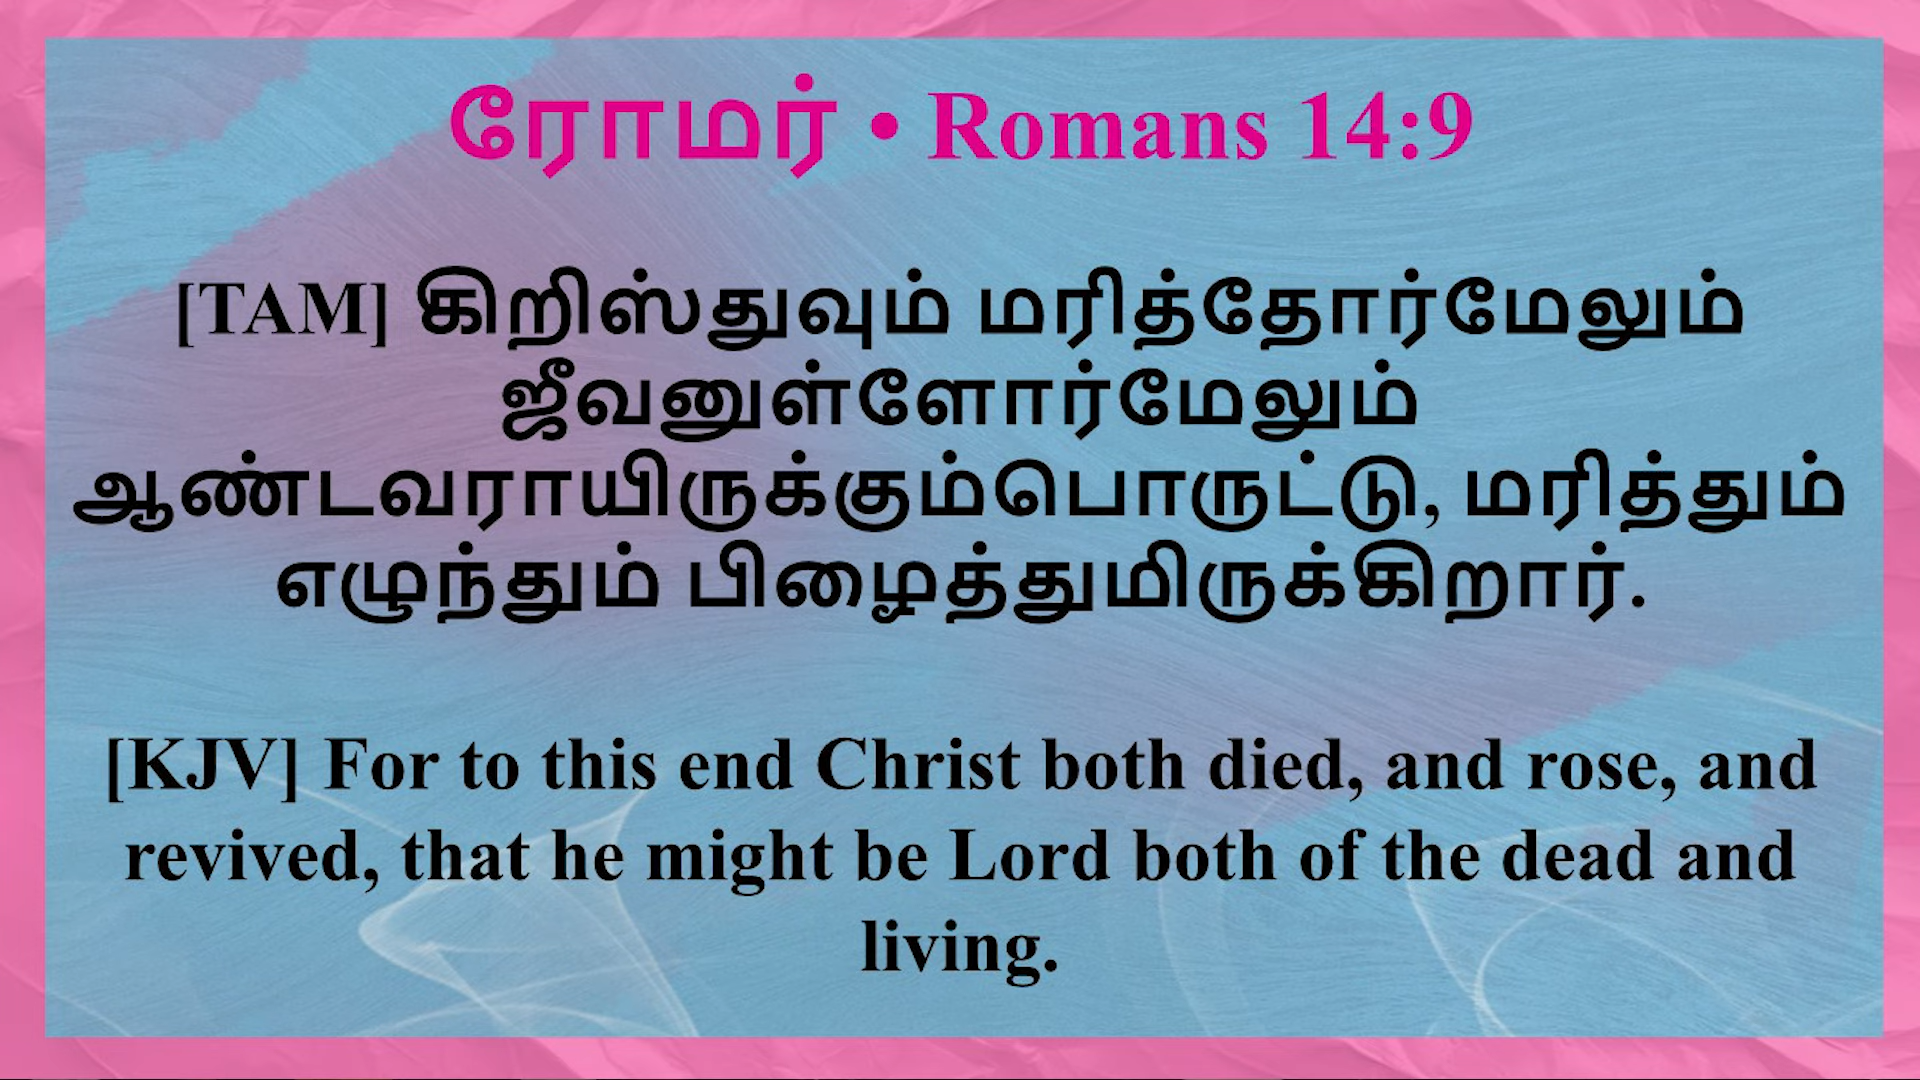 ரோமர் • Romans 14:9
[TAM] கிறிஸ்துவும் மரித்தோர்மேலும்
ஜீவனுள்ளோர்மேலும்
ஆண்டவராயிருக்கும்பொருட்டு, மரித்தும்
எழுந்தும் பிழைத்துமிருக்கிறார்.
[KJV] For to this end Christ both died, and rose, and
revived, that he might be Lord both of the dead and
living.